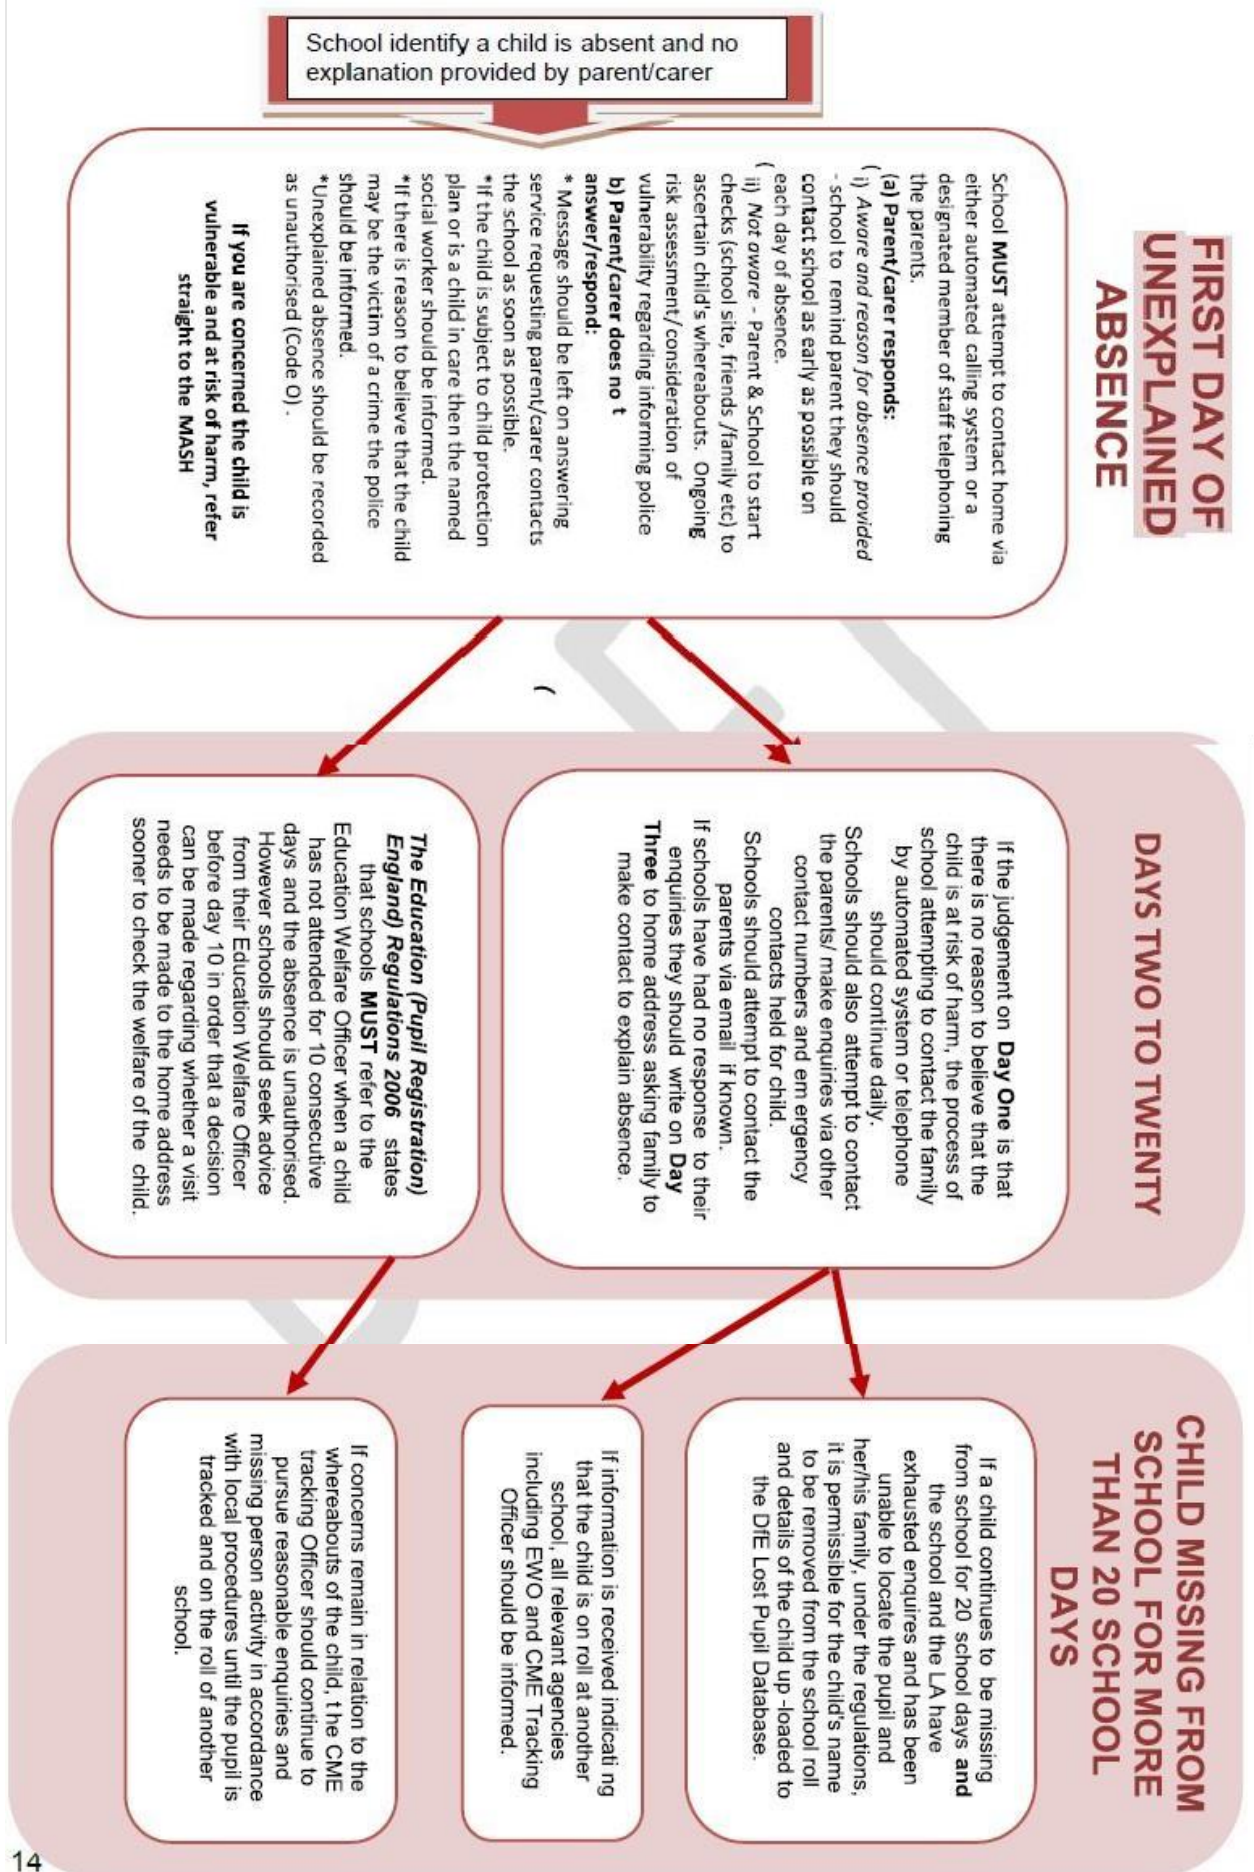 School identify a child is absent and no
explanation provided by parent/carer
FIRST DAY OF
UNEXPLAINED
ABSENCE
School MUST attempt to contact home via
either automated calling system or a
designated member of staff telephoning
the parents.
(a) Parent/carer responds:
( i) Aware and reason for absence provided
- school to remind parent they should
contact school as early as possible on
each day of absence.
( ii) Not aware - Parent & School to start
checks (school site, friends /family etc) to
ascertain child's whereabouts. Ongoing
risk assessment/consideration of
vulnerability regarding informing police
b) Parent/carer does no t
answer/respond:
* Message should be left on answering
service requesting parent/carer contacts
the school as soon as possible.
*If the child is subject to child protection
plan or is a child in care then the named
social worker should be informed.
*If there is reason to believe that the child
may be the victim of a crime the police
should be informed.
*Unexplained absence should be recorded
as unauthorised (Code O) .
If you are concerned the child is
vulnerable and at risk of harm, refer
straight to the MASH
(
DAYS TWO TO TWENTY
If the judgement on Day One is that
there is no reason to believe that the
child is at risk of harm, the process of
school attempting to contact the family
by automated system or telephone
should continue daily.
Schools should also attempt to contact
the parents/ make enquiries via other
contact numbers and em ergency
contacts held for child.
Schools should attempt to contact the
parents via email if known.
If schools have had no response to their
enquiries they should write on Day
Three to home address asking family to
make contact to explain absence.
The Education (Pupil Registration)
England) Regulations 2006 states
that schools MUST refer to the
Education Welfare Officer when a child
has not attended for 10 consecutive
days and the absence is unauthorised.
However schools should seek advice
from their Education Welfare Officer
before day 10 in order that a decision
can be made regarding whether a visit
needs to be made to the home address
sooner to check the welfare of the child.
CHILD MISSING FROM
SCHOOL FOR MORE
THAN 20 SCHOOL
DAYS
If a child continues to be missing
from school for 20 school days and
the school and the LA have
exhausted enquires and has been
unable to locate the pupil and
her/his family, under the regulations,
it is permissible for the child's name
to be removed from the school roll
and details of the child up -loaded to
the DfE Lost Pupil Database.
If information is received indicati ng
that the child is on roll at another
school, all relevant agencies
including EWO and CME Tracking
Officer should be informed.
If concerns remain in relation to the
whereabouts of the child, t he CME
tracking Officer should continue to
pursue reasonable enquiries and
missing person activity in accordance
with local procedures until the pupil is
tracked and on the roll of another
school.
14